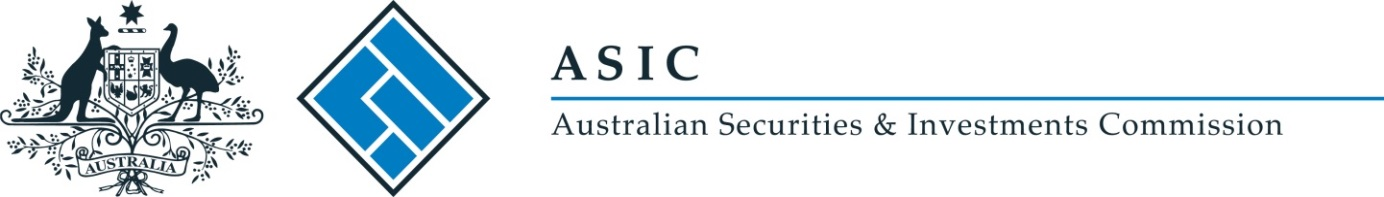 AUSTRALIA
ASIC
Australian Securities & Investments Commission